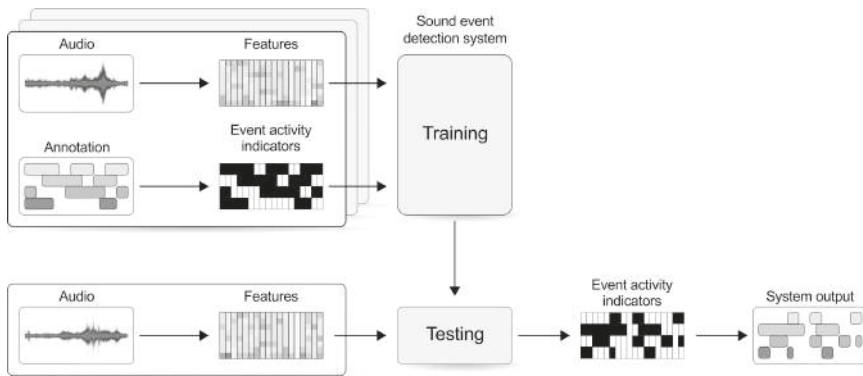 Sound event
detection system
Audio
Features
Training
Annotation
Event activity
indicators
Audio
Features
Testing
Event activity
indicators
System output